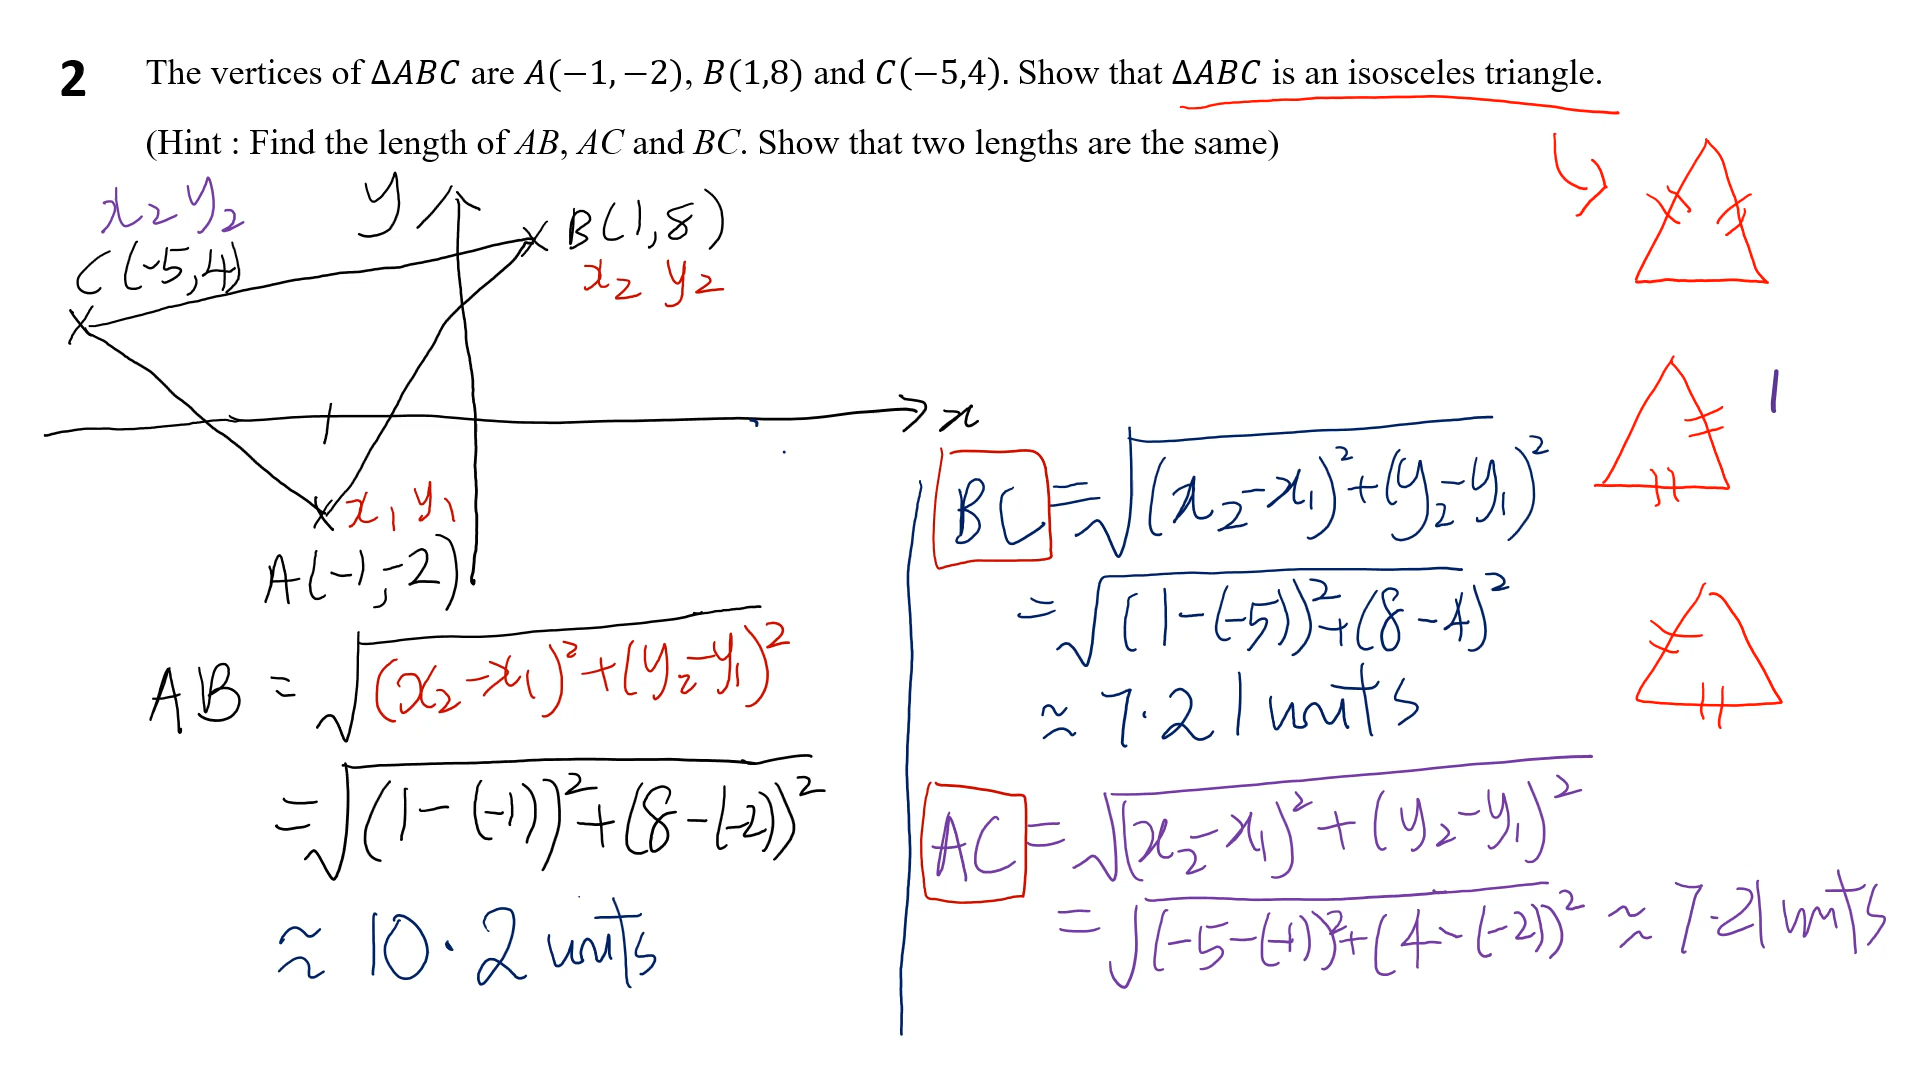 2 The vertices of ΔABC are A(−1, −2), B(1,8) and C(−5,4). Show that ΔABC is an isosceles triangle.
(Hint : Find the length of AB, AC and BC. Show that two lengths are the same)
x2 y2
C(-5,4)
y
B(1,8)
x2 y2
x
x1 y1
A(-1,-2)
AB = √((x2-x1)²+(y2-y1)²)
= √((1-(-1))²+(8-(-2))²)
≈ 10.2 units
BC = √((x2-x1)²+(y2-y1)²)
= √((1-(-5))²+(8-4)²)
≈ 7.21 units
AC = √((x2-x1)²+(y2-y1)²)
= √((-5-(-1))²+(4-(-2))²) ≈ 7.21 units